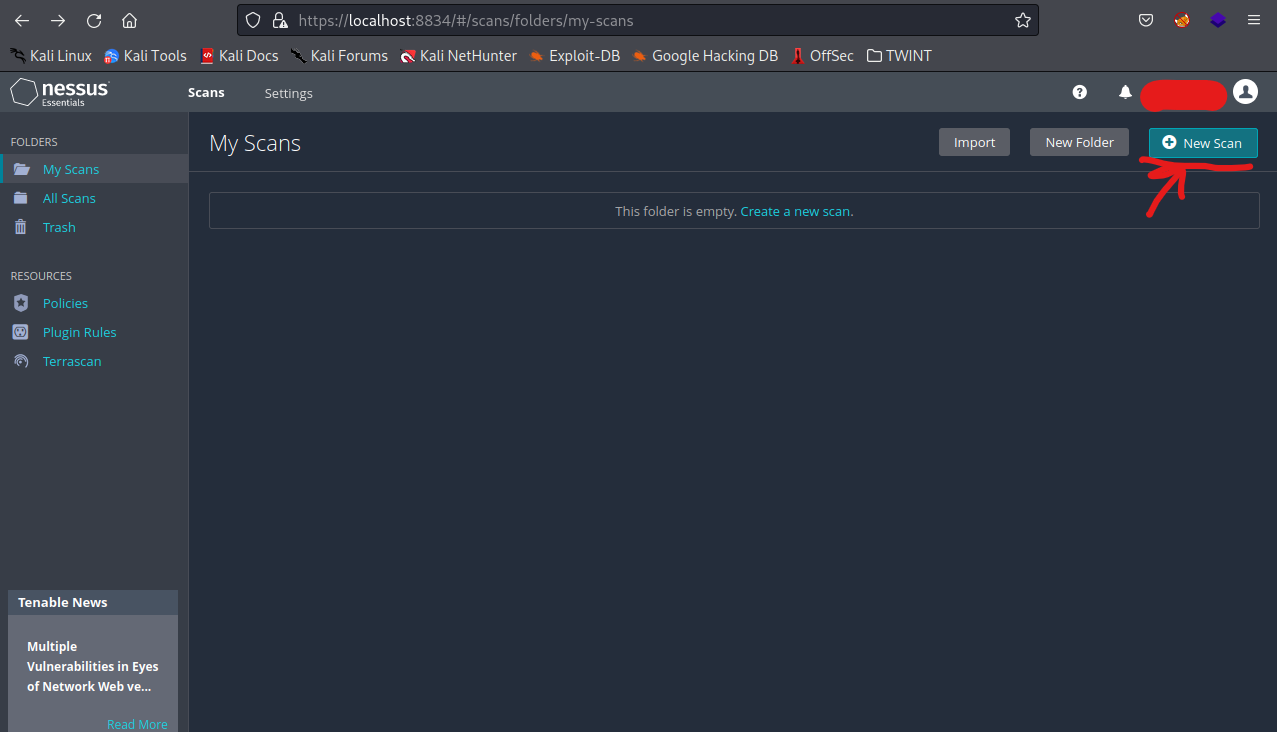 https://localhost:8834/#/scans/folders/my-scans
Kali Linux Kali Tools Kali Docs Kali Forums Kali NetHunter Exploit-DB Google Hacking DB OffSec TWINT
nessus Essentials Scans Settings
FOLDERS
My Scans
All Scans
Trash
RESOURCES
Policies
Plugin Rules
Terrascan
Tenable News
Multiple
Vulnerabilities in Eyes
of Network Web ve...
Read More
My Scans Import New Folder New Scan
This folder is empty. Create a new scan.